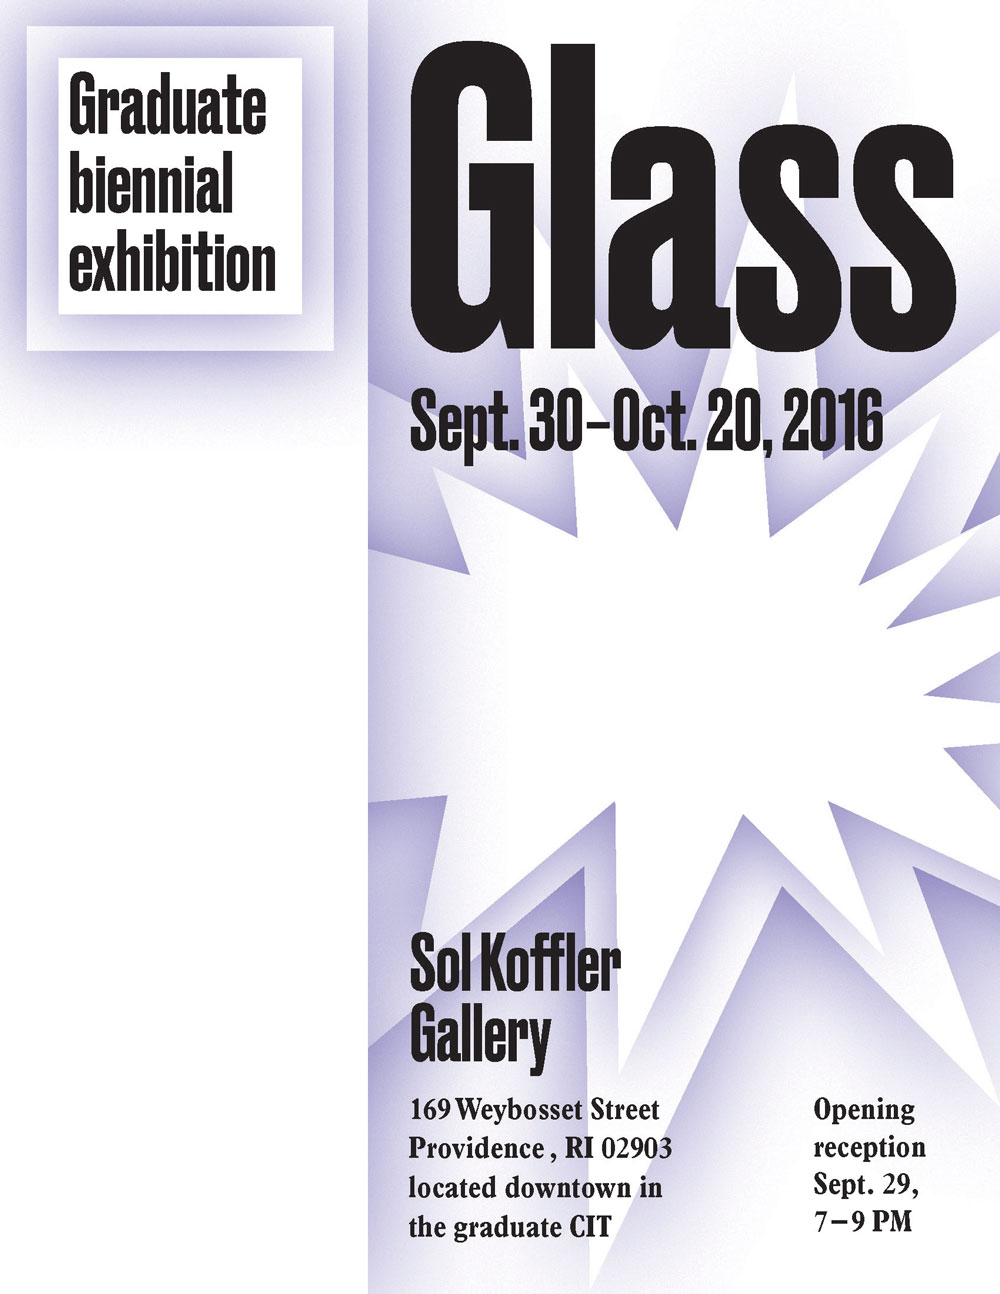 Graduate
biennial
exhibition
Glass
Sept. 30–Oct. 20, 2016
Sol Koffler
Gallery
169 Weybosset Street
Providence , RI 02903
located downtown in
the graduate CIT
Opening
reception
Sept. 29,
7–9 PM